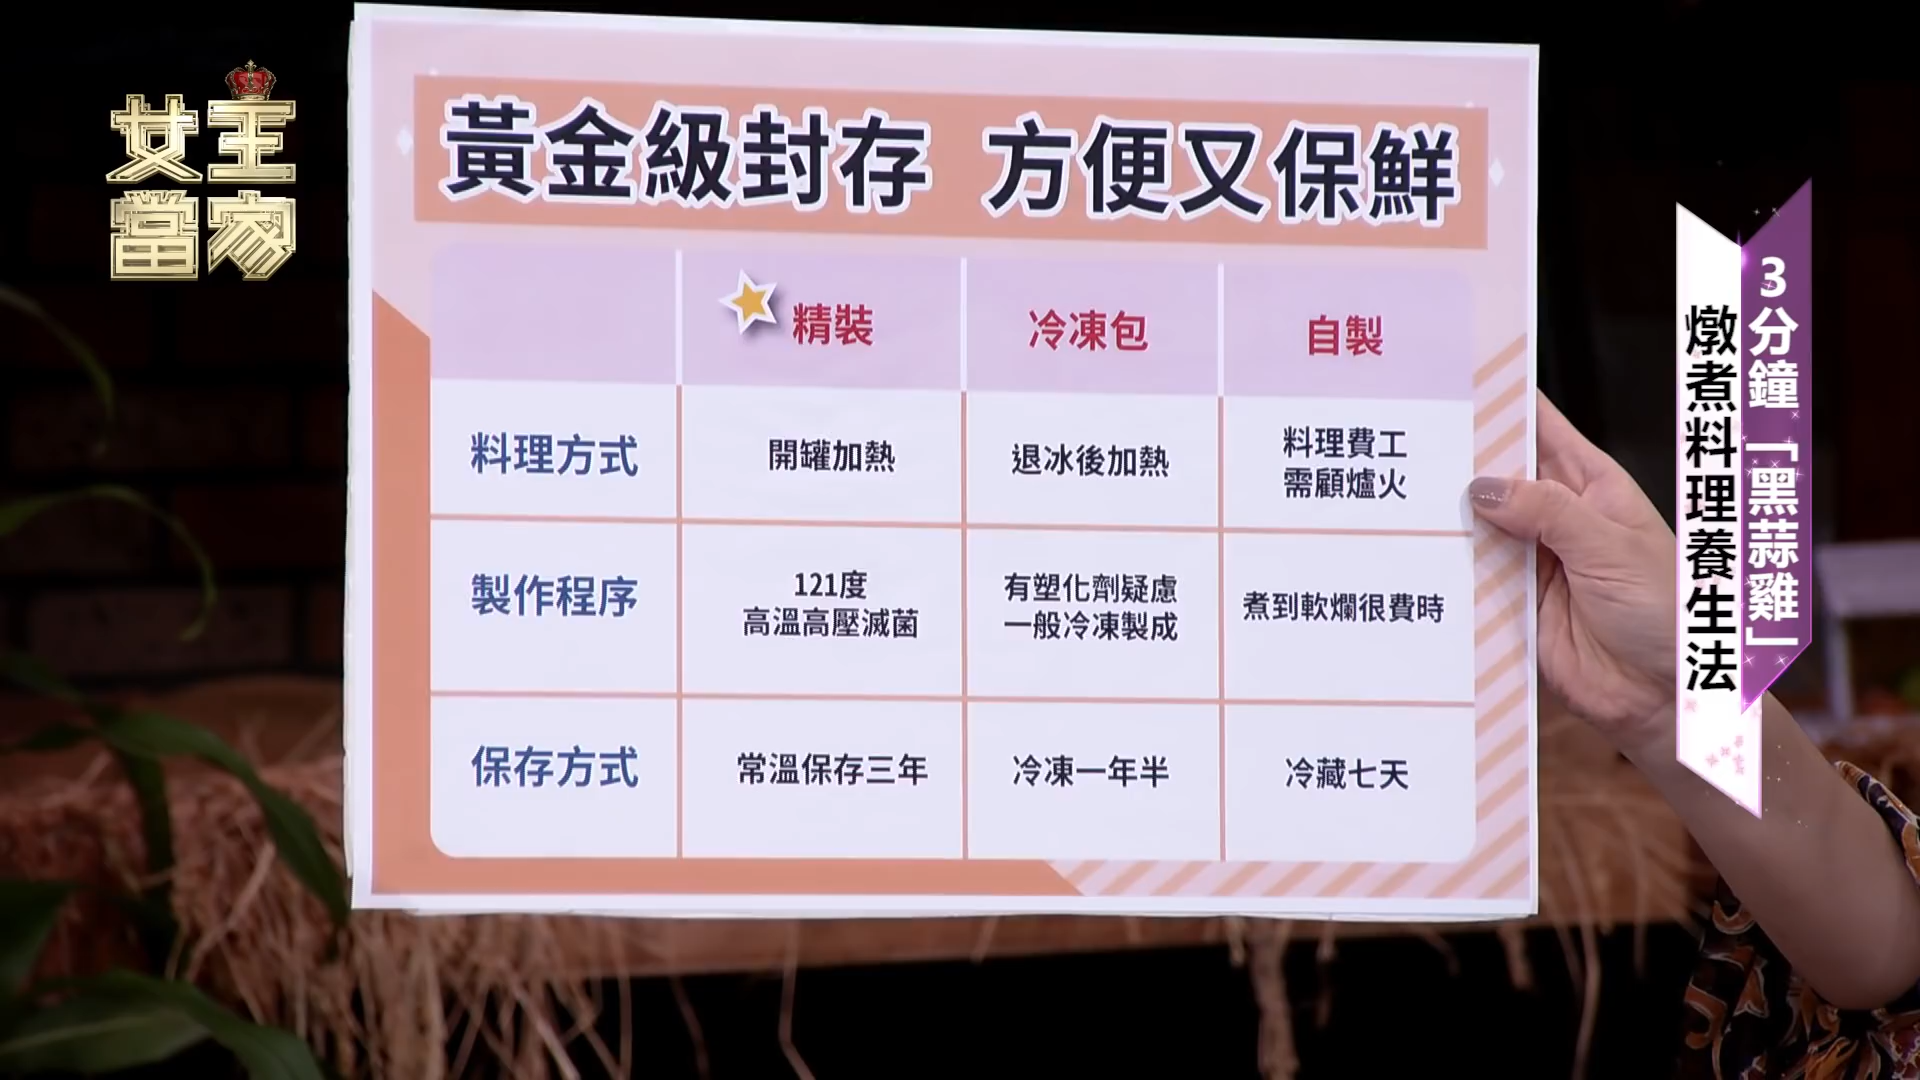 女王
當家
黃金級封存 方便又保鮮
精裝
冷凍包
自製
料理方式
開罐加熱
退冰後加熱
料理費工
需顧爐火
製作程序
121度
高溫高壓滅菌
有塑化劑疑慮
一般冷凍製成
煮到軟爛很費時
保存方式
常溫保存三年
冷凍一年半
冷藏七天
3分鐘「黑蒜雞」
燉煮料理養生法